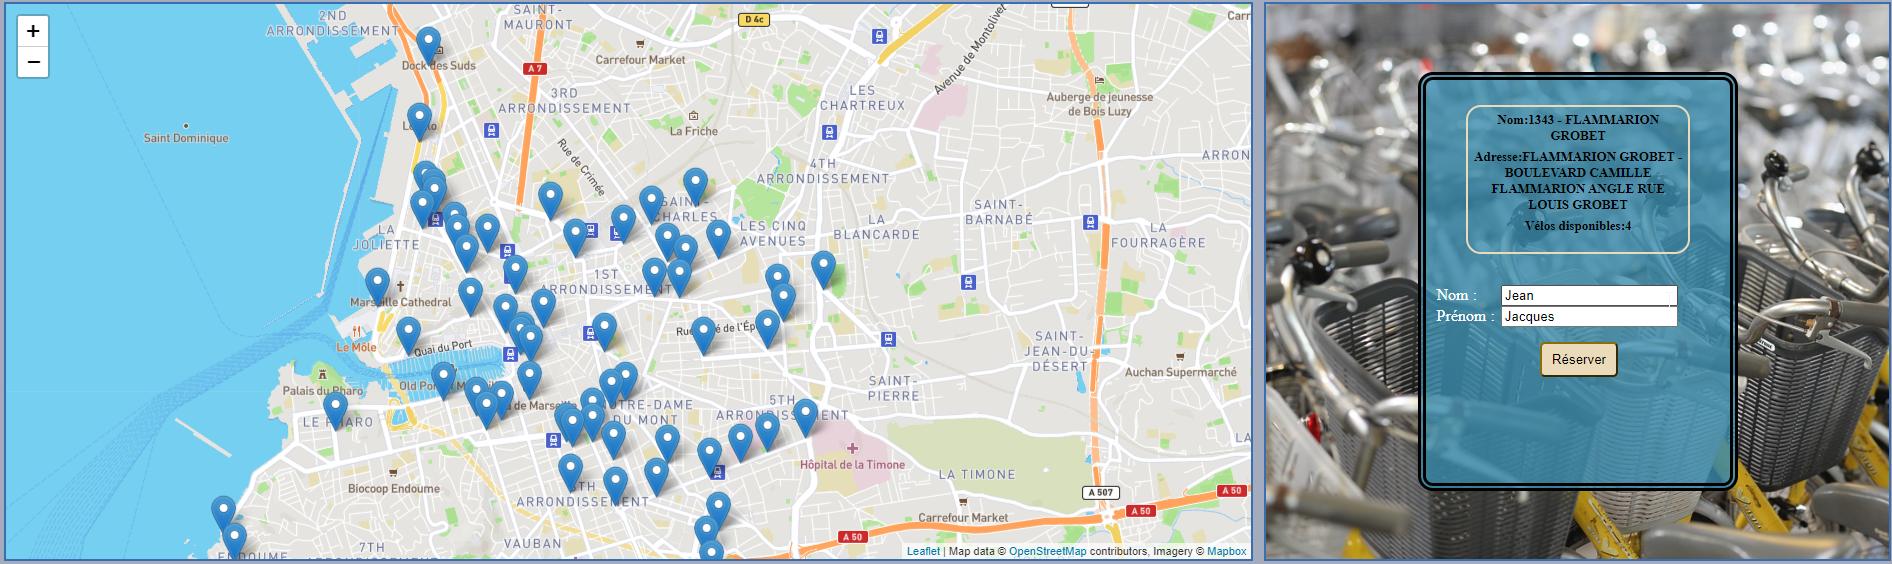 +
−
2ND
ARRONDISSEMENT
SAINT-
MAURONT
D 4c
Dock des Suds
Carrefour Market
A 7
Avenue de Montolivet
LES
CHARTREUX
3RD
ARRONDISSEMENT
Auberge de jeunesse
de Bois Luzy
Saint Dominique
La Friche
Rue de Crimée
4TH
ARRONDISSEMENT
ARRON
SAINT-
CHARLES
LES CINQ
AVENUES
LA
BLANCARDE
SAINT-
BARNABÉ
LA
FOURRAGÈRE
LA
JOLIETTE
1ST
ARRONDISSEMENT
Marseille Cathedral
Le Môle
Quai du Port
SAINT-
JEAN-DU-
DÉSERT
Auchan Supermarché
Palais du Pharo
LE PHARO
NOTRE-DAME
DU MONT
5TH
ARRONDISSEMENT
SAINT-
PIERRE
Hôpital de la Timone
LA TIMONE
Biocoop Endoume
6TH
ARRONDISSEMENT
A 507
A 50
A 50
A 50
Carrefour Market
VAUBAN
7TH
ARRONDISSEMENT
ENDOUME
Leaflet | Map data © OpenStreetMap contributors, Imagery © Mapbox
Nom:1343 - FLAMMARION
GROBET
Adresse:FLAMMARION GROBET -
BOULEVARD CAMILLE
FLAMMARION ANGLE RUE
LOUIS GROBET
Vélos disponibles:4
Nom : Jean
Prénom : Jacques
Réserver